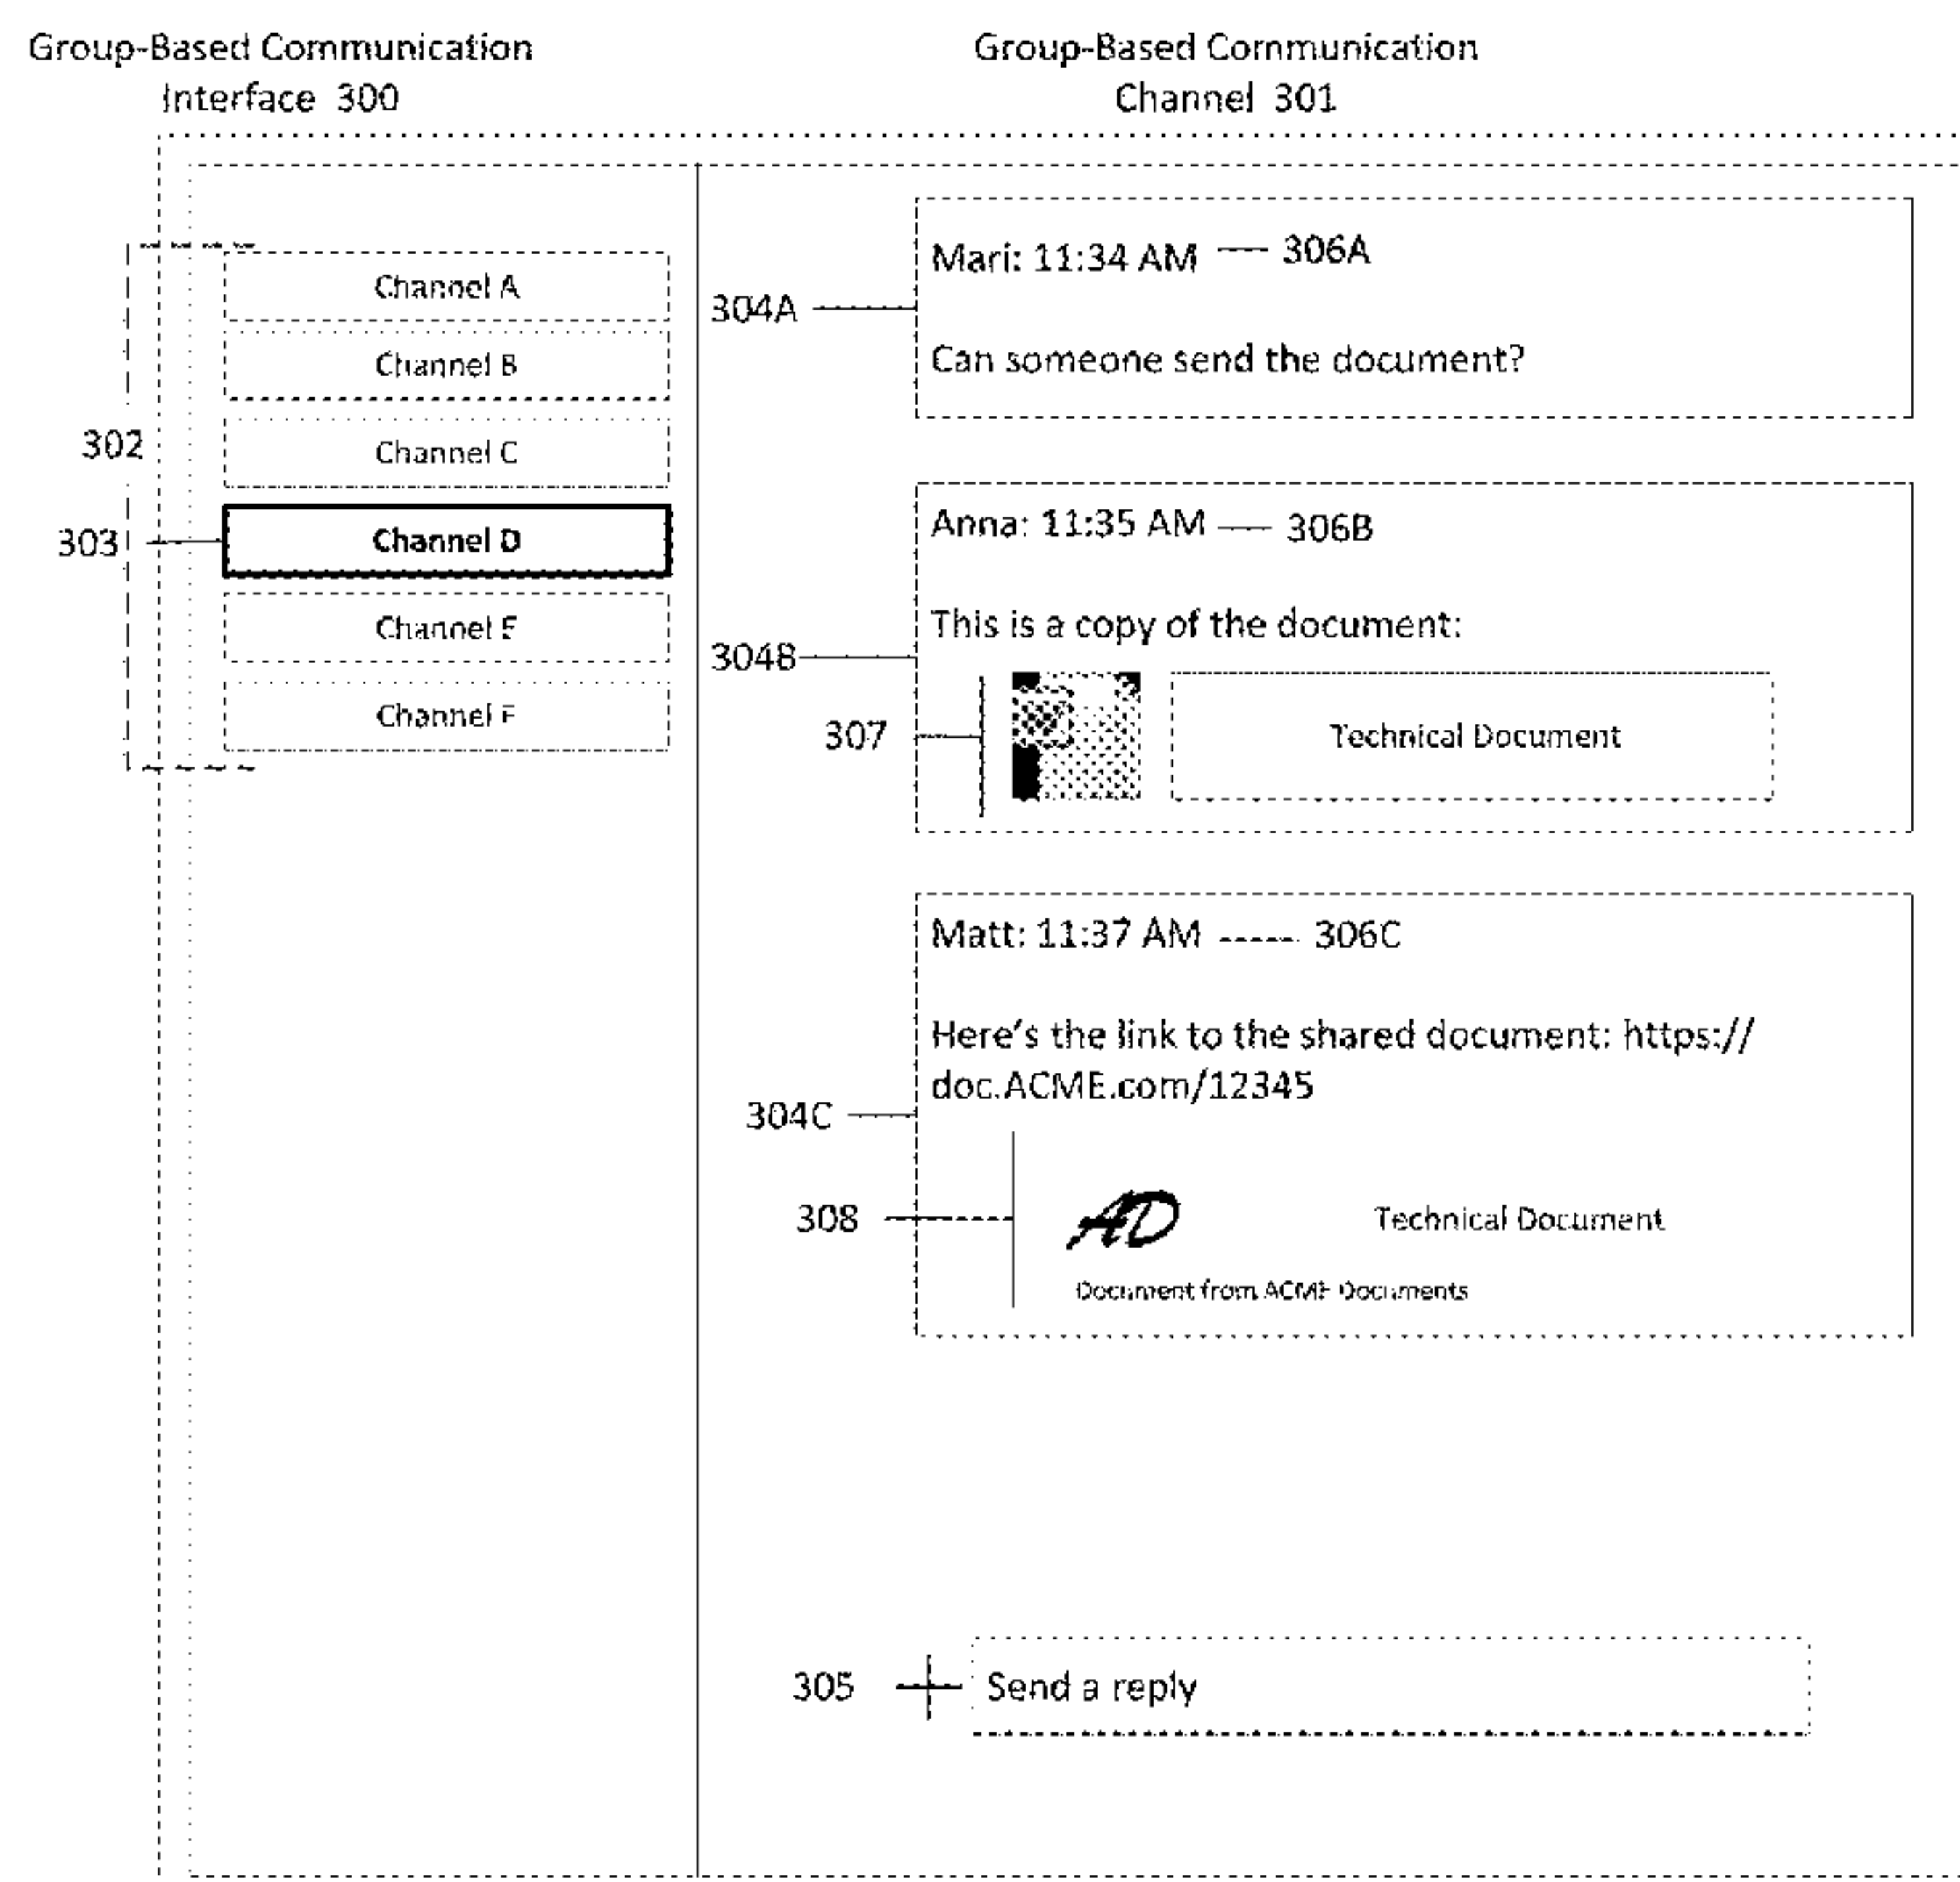 Group-Based Communication
Interface 300
Group-Based Communication
Channel 301
302
303
Channel A
Channel B
Channel C
Channel D
Channel E
Channel F
304A
Mari: 11:34 AM
306A
Can someone send the document?
304B
Anna: 11:35 AM
306B
This is a copy of the document:
307
Technical Document
304C
Matt: 11:37 AM
306C
Here's the link to the shared document: https://
doc.ACME.com/12345
308
AD
Technical Document
Document from ACME Documents
305
Send a reply